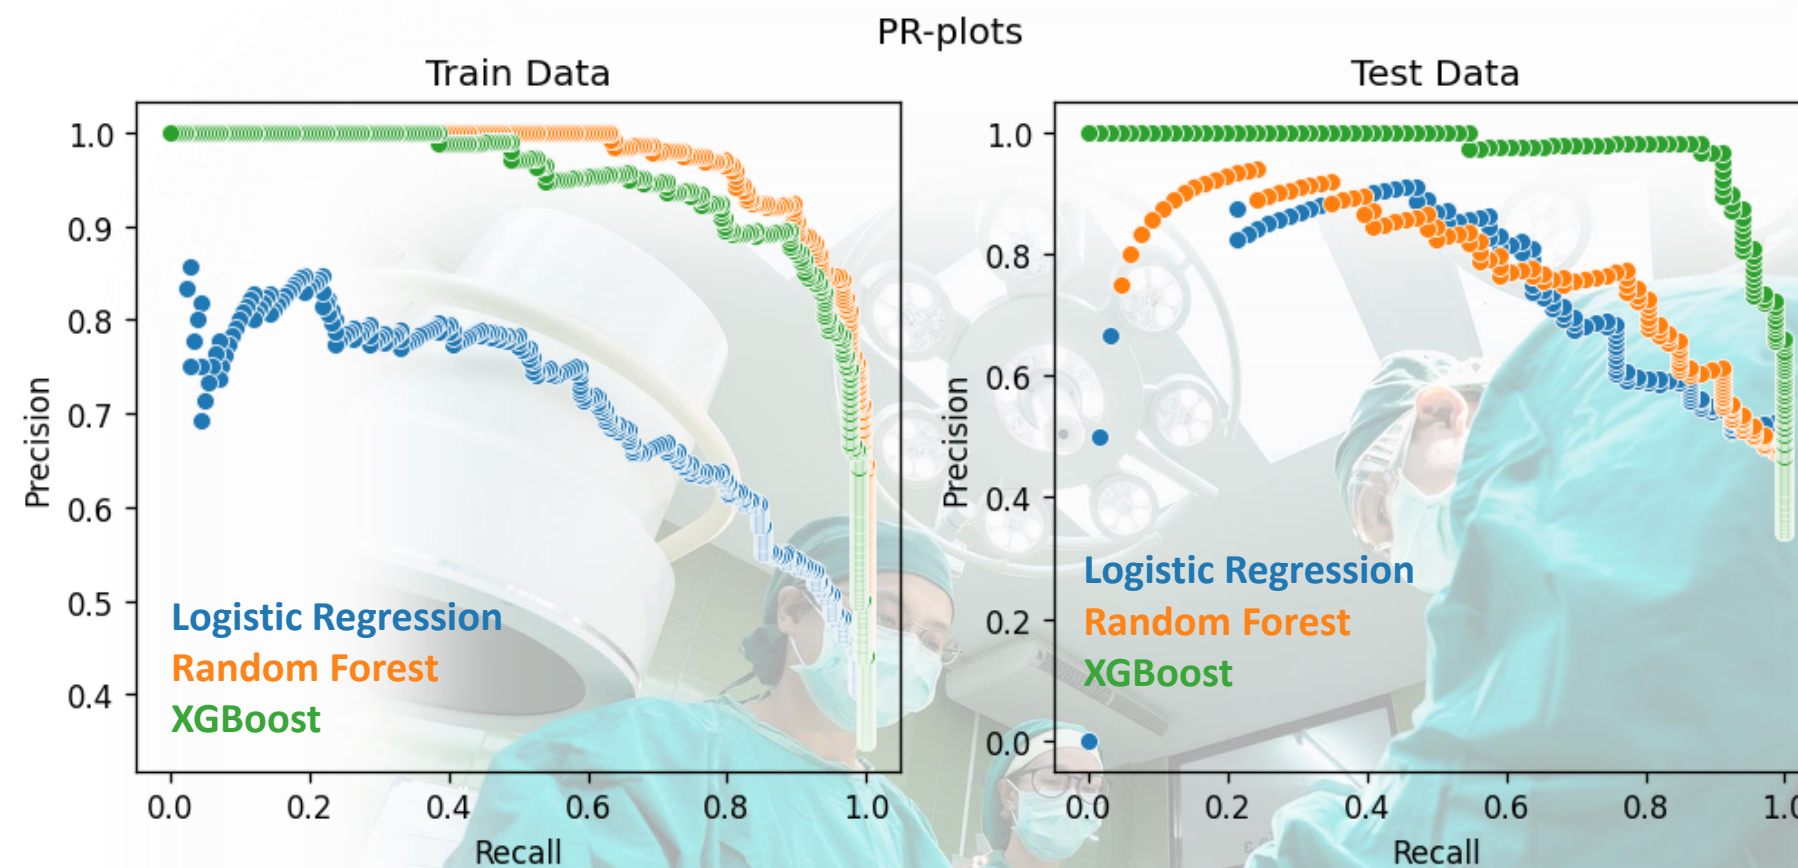 PR-plots
Train Data
1.0
0.9
0.8
0.7
0.6
0.5
0.4
Precision
Logistic Regression
Random Forest
XGBoost
0.0 0.2 0.4 0.6 0.8 1.0
Recall
Test Data
1.0
0.8
0.6
0.4
0.2
0.0
Precision
Logistic Regression
Random Forest
XGBoost
0.0 0.2 0.4 0.6 0.8 1.0
Recall